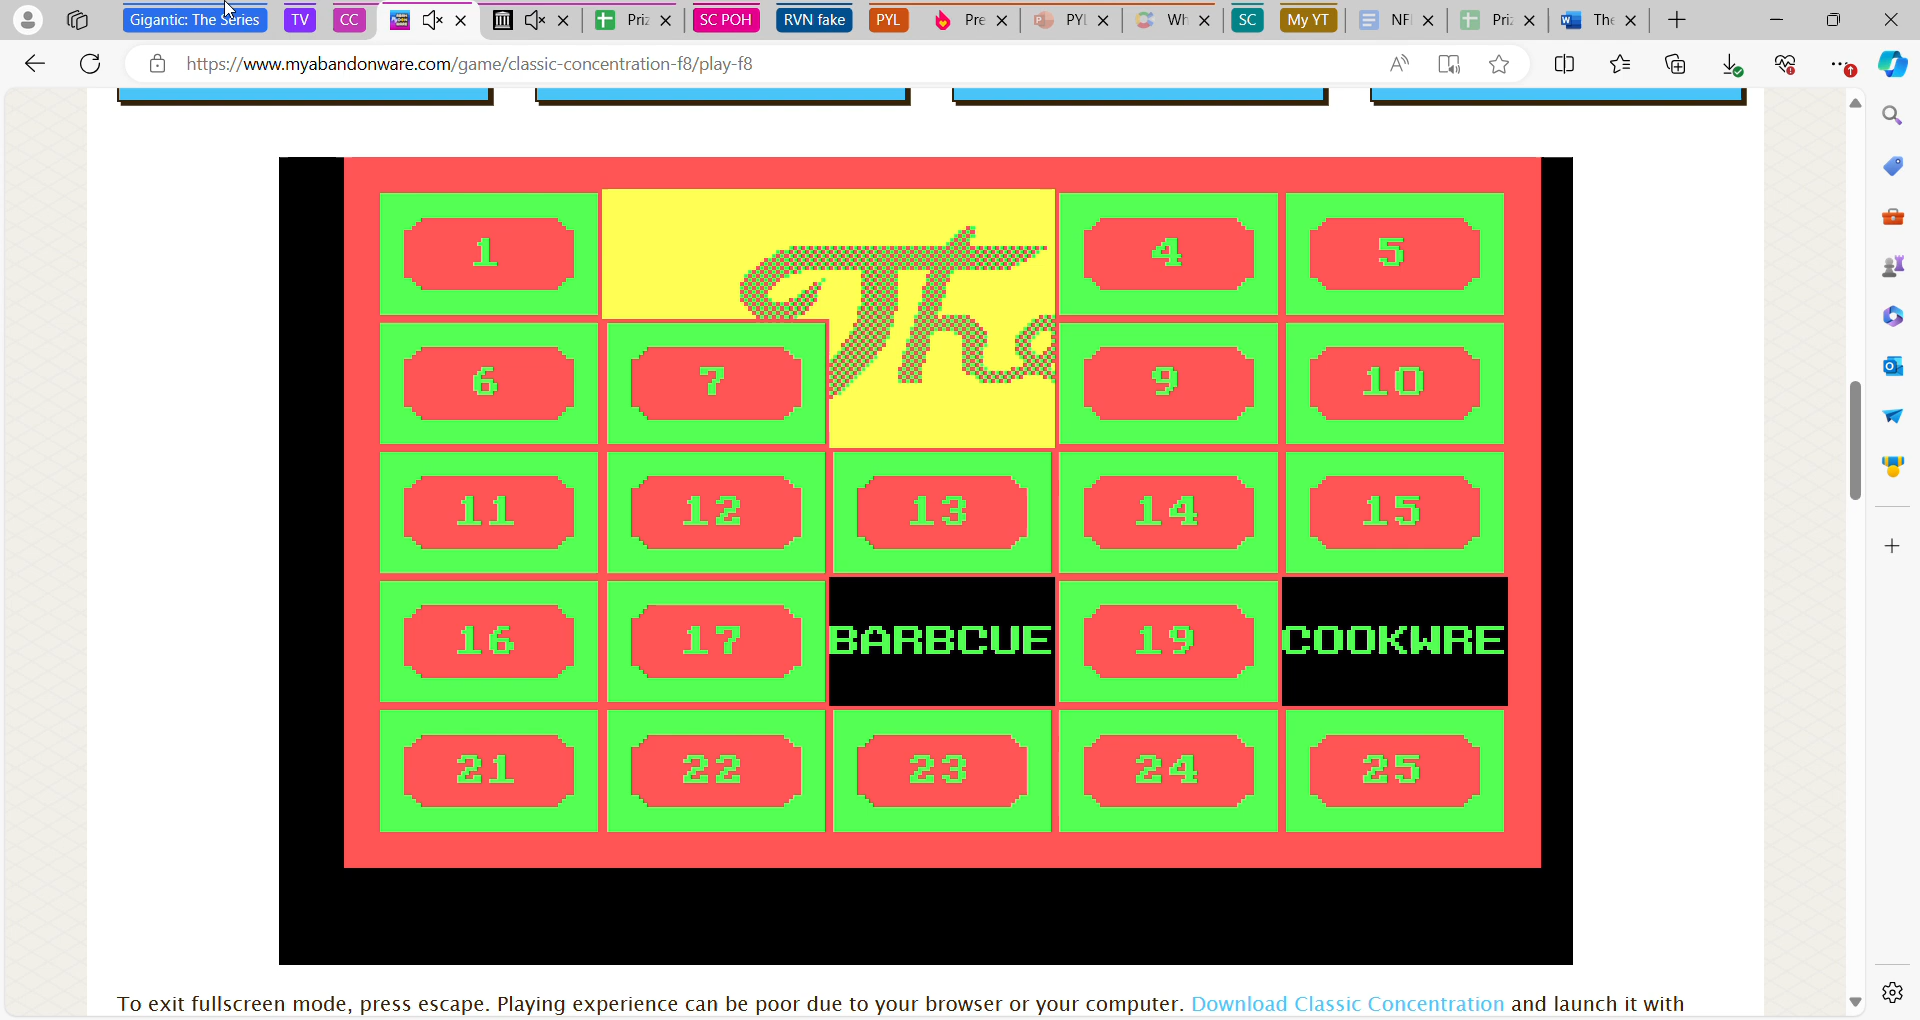 Gigantic: The Series TV CC Pri SC POH RVN fake PYL Pre PYL Wh SC My YT NF Pri The
https://www.myabandonware.com/game/classic-concentration-f8/play-f8
1 4 5
The
6 7 9 10
11 12 13 14 15
16 17 BARBCUE 19 COOKWRE
21 22 23 24 25
To exit fullscreen mode, press escape. Playing experience can be poor due to your browser or your computer. Download Classic Concentration and launch it with